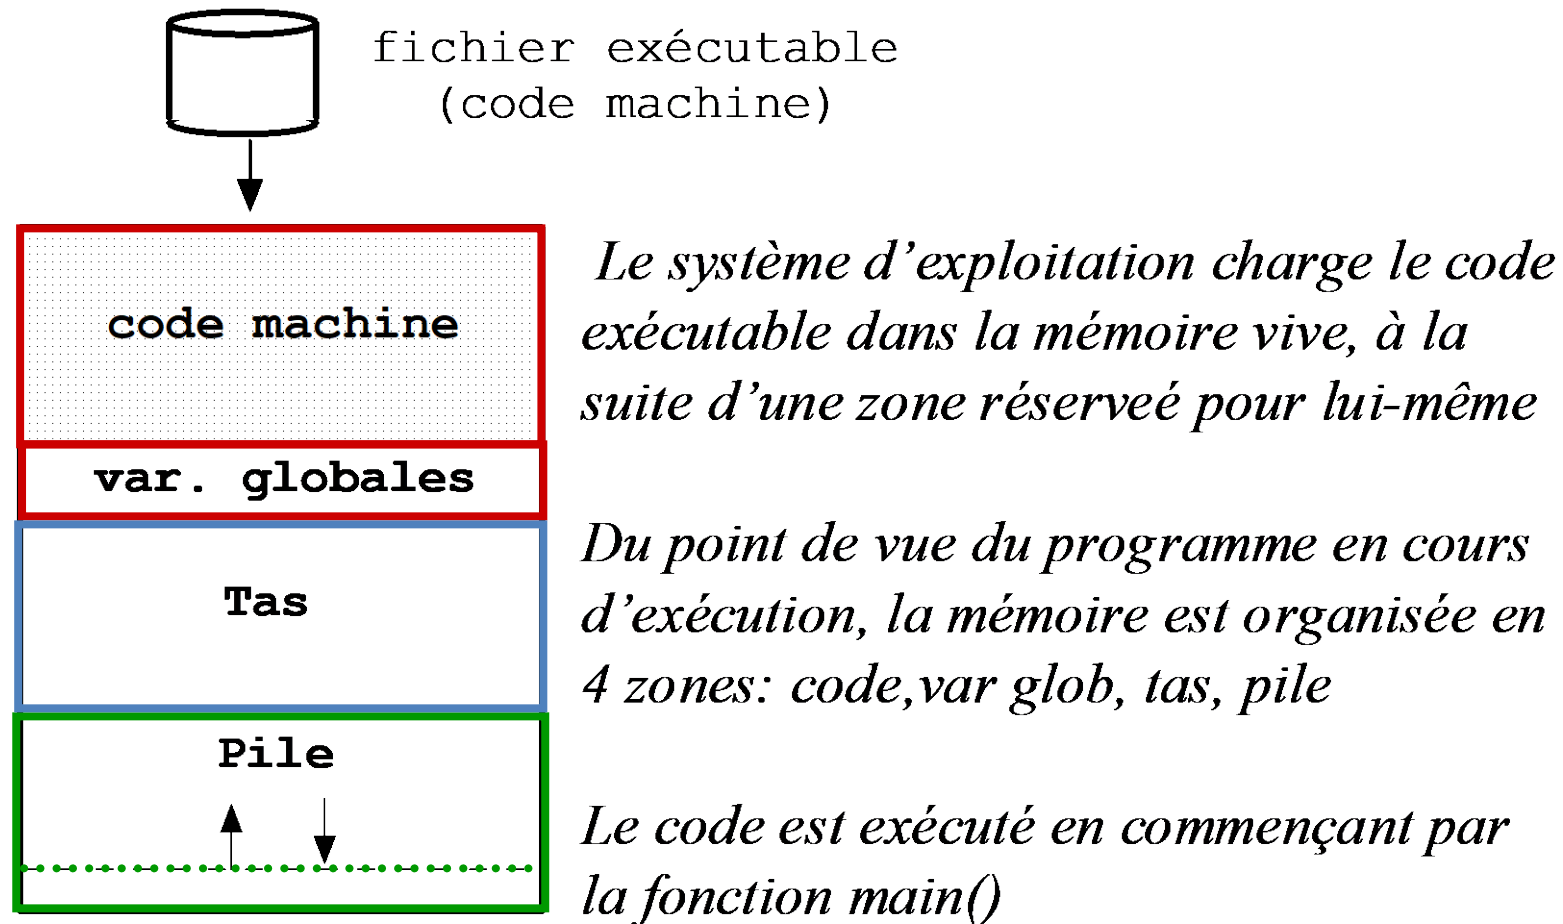 fichier exécutable
(code machine)
code machine
Le système d’exploitation charge le code
exécutable dans la mémoire vive, à la
suite d’une zone réserveé pour lui-même
var. globales
Tas
Du point de vue du programme en cours
d’exécution, la mémoire est organisée en
4 zones: code,var glob, tas, pile
Pile
Le code est exécuté en commençant par
la fonction main()